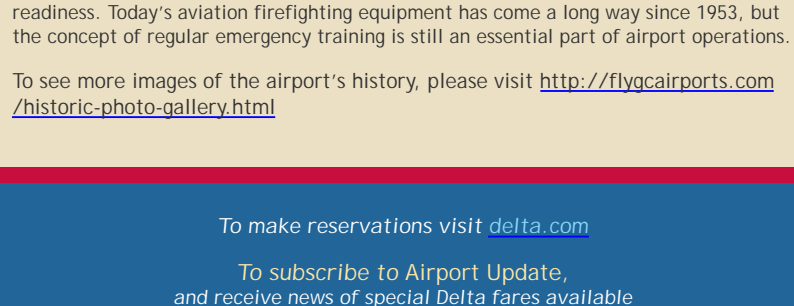 readiness. Today's aviation firefighting equipment has come a long way since 1953, but
the concept of regular emergency training is still an essential part of airport operations.
To see more images of the airport's history, please visit http://flygcairports.com
/historic-photo-gallery.html
To make reservations visit delta.com
To subscribe to Airport Update,
and receive news of special Delta fares available